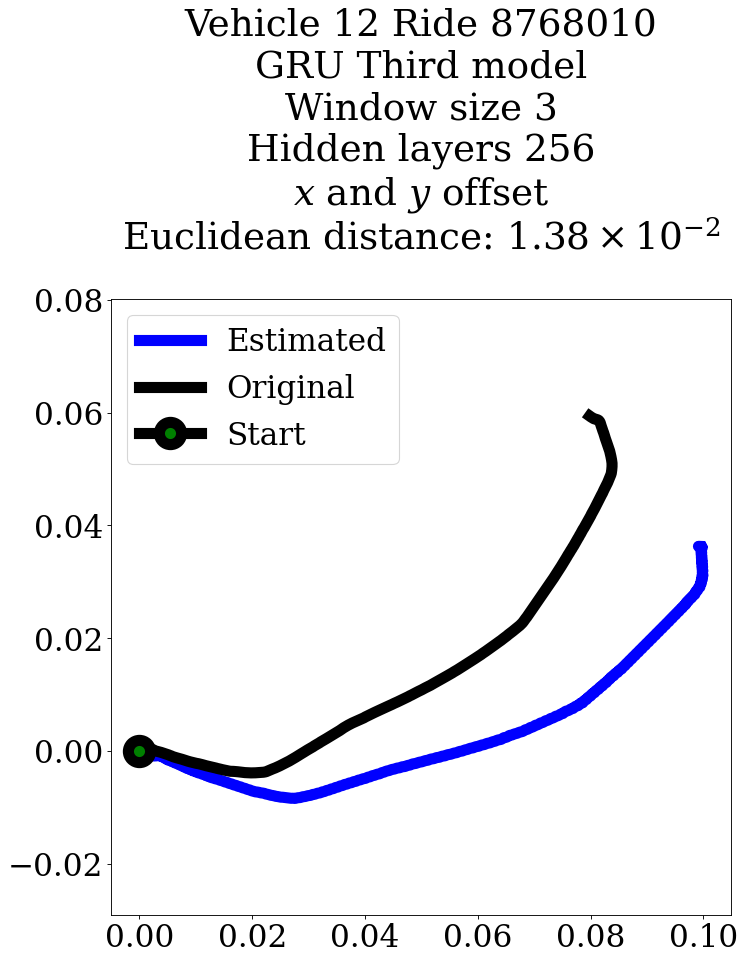 Vehicle 12 Ride 8768010
GRU Third model
Window size 3
Hidden layers 256
x and y offset
Euclidean distance: 1.38 × 10⁻²
0.08
Estimated
Original
Start
0.06
0.04
0.02
0.00
−0.02
0.00 0.02 0.04 0.06 0.08 0.10